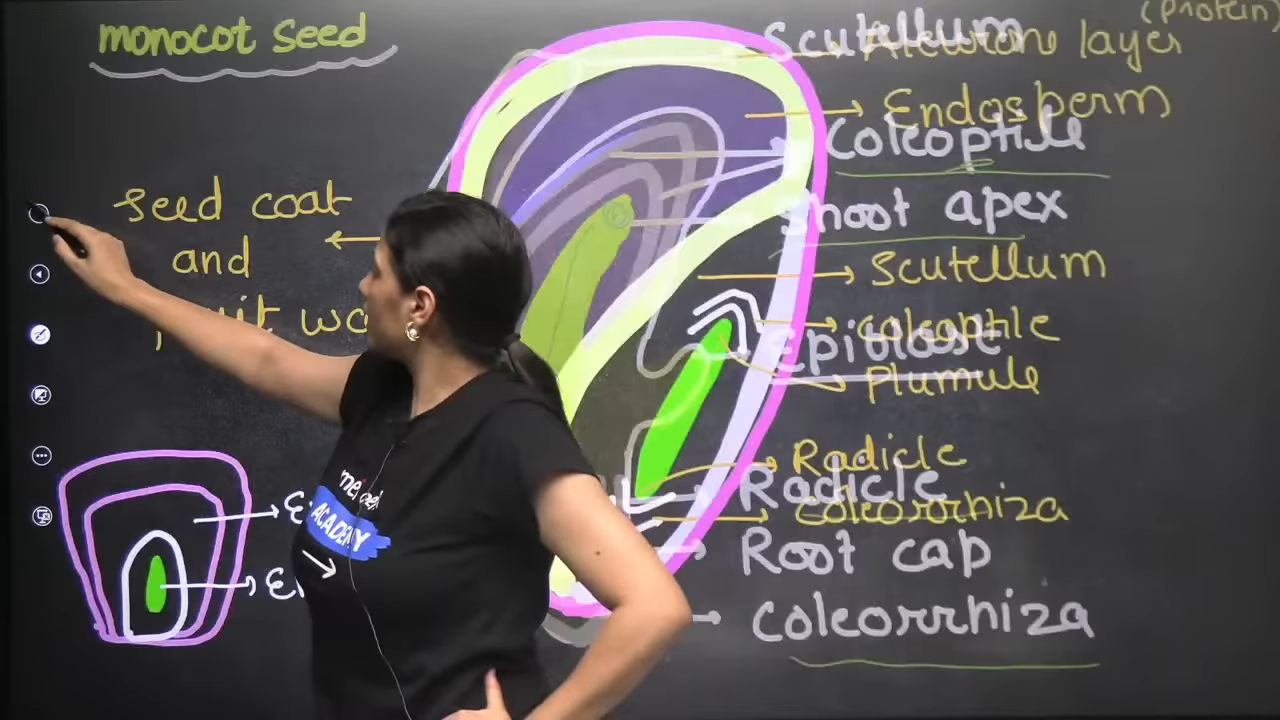 monocot seed
(protein)
Scutellum
Aleurone layer
Endosperm
Coleoptile
Shoot apex
Seed coat
and
Scutellum
coleoptile
Epiblast
Plumule
Radicle
Radicle
coleorrhiza
Root cap
coleorrhiza
ACADEMY